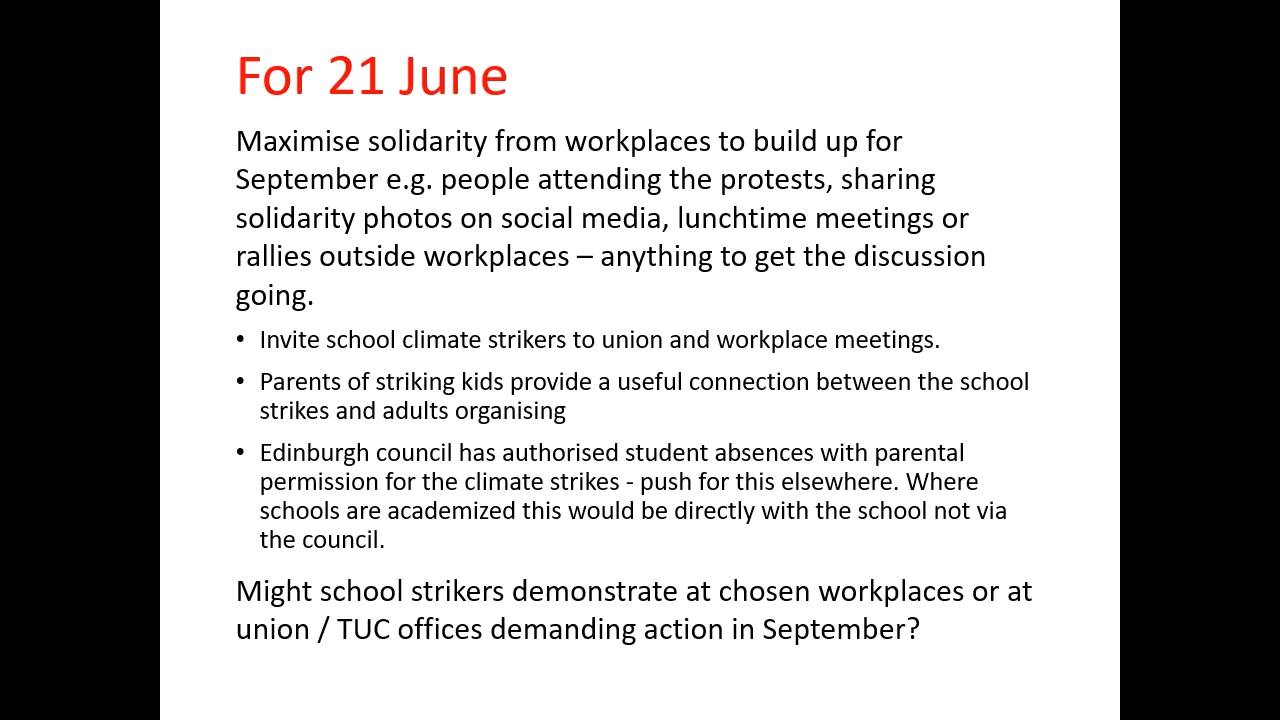 For 21 June
Maximise solidarity from workplaces to build up for
September e.g. people attending the protests, sharing
solidarity photos on social media, lunchtime meetings or
rallies outside workplaces – anything to get the discussion
going.
• Invite school climate strikers to union and workplace meetings.
• Parents of striking kids provide a useful connection between the school
strikes and adults organising
• Edinburgh council has authorised student absences with parental
permission for the climate strikes - push for this elsewhere. Where
schools are academized this would be directly with the school not via
the council.
Might school strikers demonstrate at chosen workplaces or at
union / TUC offices demanding action in September?